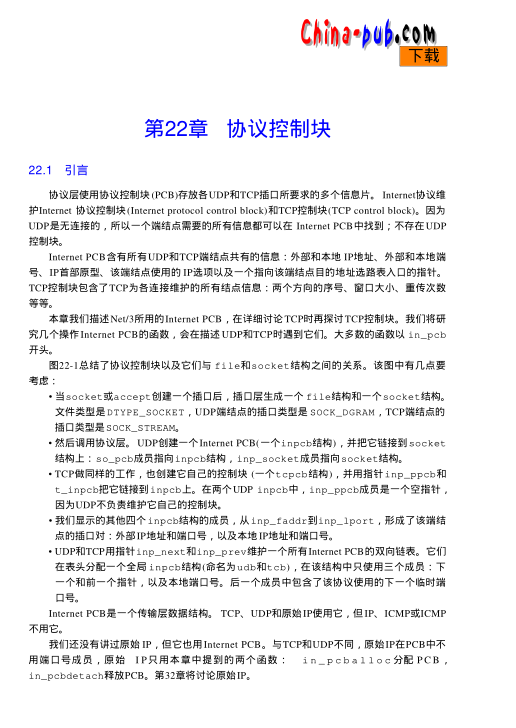 China-pub.com
下载
第22章 协议控制块
22.1 引言
协议层使用协议控制块(PCB)存放各UDP和TCP插口所要求的多个信息片。Internet协议维
护Internet 协议控制块(Internet protocol control block)和TCP控制块(TCP control block)。因为
UDP是无连接的，所以一个端结点需要的所有信息都可以在 Internet PCB中找到；不存在UDP
控制块。
Internet PCB含有所有UDP和TCP端结点共有的信息：外部和本地 IP地址、外部和本地端
号、IP首部原型、该端结点使用的 IP选项以及一个指向该端结点目的地址选路表入口的指针。
TCP控制块包含了TCP为各连接维护的所有结点信息：两个方向的序号、窗口大小、重传次数
等等。
本章我们描述Net/3所用的Internet PCB，在详细讨论TCP时再探讨TCP控制块。我们将研
究几个操作Internet PCB的函数，会在描述UDP和TCP时遇到它们。大多数的函数以 in_pcb
开头。
图22-1总结了协议控制块以及它们与 file和socket结构之间的关系。该图中有几点要
考虑：
• 当socket或accept创建一个插口后，插口层生成一个 file结构和一个socket结构。
文件类型是DTYPE_SOCKET，UDP端结点的插口类型是 SOCK_DGRAM，TCP端结点的
插口类型是SOCK_STREAM。
• 然后调用协议层。UDP创建一个Internet PCB(一个inpcb结构)，并把它链接到socket
结构上：so_pcb成员指向inpcb结构，inp_socket成员指向socket结构。
• TCP做同样的工作，也创建它自己的控制块 (一个tcpcb结构)，并用指针inp_ppcb和
t_inpcb把它链接到inpcb上。在两个UDP inpcb中，inp_ppcb成员是一个空指针，
因为UDP不负责维护它自己的控制块。
• 我们显示的其他四个inpcb结构的成员，从inp_faddr到inp_lport，形成了该端结
点的插口对：外部IP地址和端口号，以及本地IP地址和端口号。
• UDP和TCP用指针inp_next和inp_prev维护一个所有Internet PCB的双向链表。它们
在表头分配一个全局 inpcb结构(命名为udb和tcb)，在该结构中只使用三个成员：下
一个和前一个指针，以及本地端口号。后一个成员中包含了该协议使用的下一个临时端
口号。
Internet PCB是一个传输层数据结构。 TCP、UDP和原始IP使用它，但IP、ICMP或ICMP
不用它。
我们还没有讲过原始 IP，但它也用Internet PCB。与TCP和UDP不同，原始IP在PCB中不
用端口号成员，原始 IP只用本章中提到的两个函数： in_pcballoc分配PCB，
in_pcbdetach释放PCB。第32章将讨论原始IP。